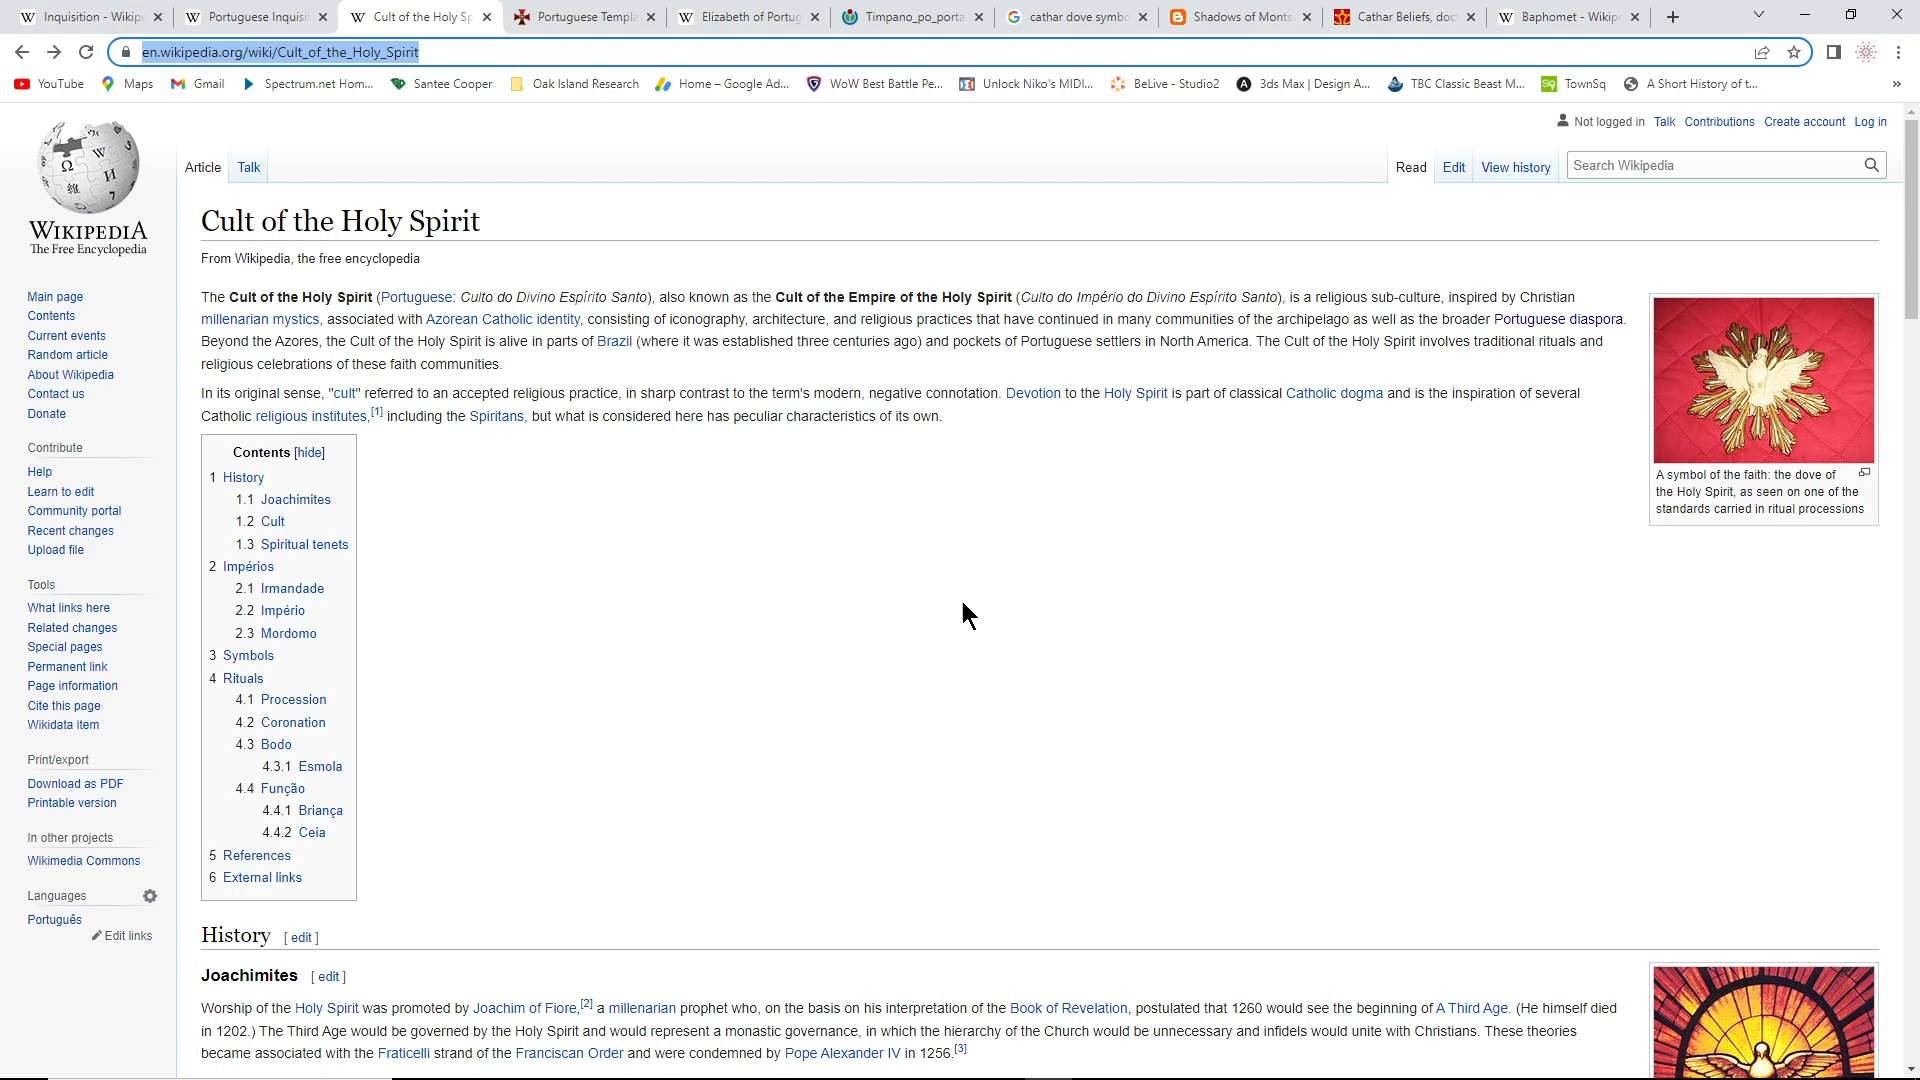 Inquisition - Wikipe
Portuguese Inquisit
Cult of the Holy Sp
Portuguese Templa
Elizabeth of Portug
Timpano_po_porta
cathar dove symbo
Shadows of Monts
Cathar Beliefs, doc
Baphomet - Wikipe
en.wikipedia.org/wiki/Cult_of_the_Holy_Spirit
YouTube
Maps
Gmail
Spectrum.net Hom...
Santee Cooper
Oak Island Research
Home – Google Ad...
WoW Best Battle Pe...
Unlock Niko's MIDI...
BeLive - Studio2
3ds Max | Design A...
TBC Classic Beast M...
TownSq
A Short History of t...
»
Not logged in Talk Contributions Create account Log in
Article Talk
Read Edit View history
Search Wikipedia
WIKIPEDIA
The Free Encyclopedia
Main page
Contents
Current events
Random article
About Wikipedia
Contact us
Donate
Contribute
Help
Learn to edit
Community portal
Recent changes
Upload file
Tools
What links here
Related changes
Special pages
Permanent link
Page information
Cite this page
Wikidata item
Print/export
Download as PDF
Printable version
In other projects
Wikimedia Commons
Languages
Português
Edit links
Cult of the Holy Spirit
From Wikipedia, the free encyclopedia
The Cult of the Holy Spirit (Portuguese: Culto do Divino Espírito Santo), also known as the Cult of the Empire of the Holy Spirit (Culto do Império do Divino Espírito Santo), is a religious sub-culture, inspired by Christian
millenarian mystics, associated with Azorean Catholic identity, consisting of iconography, architecture, and religious practices that have continued in many communities of the archipelago as well as the broader Portuguese diaspora.
Beyond the Azores, the Cult of the Holy Spirit is alive in parts of Brazil (where it was established three centuries ago) and pockets of Portuguese settlers in North America. The Cult of the Holy Spirit involves traditional rituals and
religious celebrations of these faith communities.
In its original sense, "cult" referred to an accepted religious practice, in sharp contrast to the term's modern, negative connotation. Devotion to the Holy Spirit is part of classical Catholic dogma and is the inspiration of several
Catholic religious institutes,[1] including the Spiritans, but what is considered here has peculiar characteristics of its own.
A symbol of the faith: the dove of
the Holy Spirit, as seen on one of the
standards carried in ritual processions
Contents [hide]
1 History
1.1 Joachimites
1.2 Cult
1.3 Spiritual tenets
2 Impérios
2.1 Irmandade
2.2 Império
2.3 Mordomo
3 Symbols
4 Rituals
4.1 Procession
4.2 Coronation
4.3 Bodo
4.3.1 Esmola
4.4 Função
4.4.1 Briança
4.4.2 Ceia
5 References
6 External links
History [ edit ]
Joachimites [ edit ]
Worship of the Holy Spirit was promoted by Joachim of Fiore,[2] a millenarian prophet who, on the basis on his interpretation of the Book of Revelation, postulated that 1260 would see the beginning of A Third Age. (He himself died
in 1202.) The Third Age would be governed by the Holy Spirit and would represent a monastic governance, in which the hierarchy of the Church would be unnecessary and infidels would unite with Christians. These theories
became associated with the Fraticelli strand of the Franciscan Order and were condemned by Pope Alexander IV in 1256.[3]